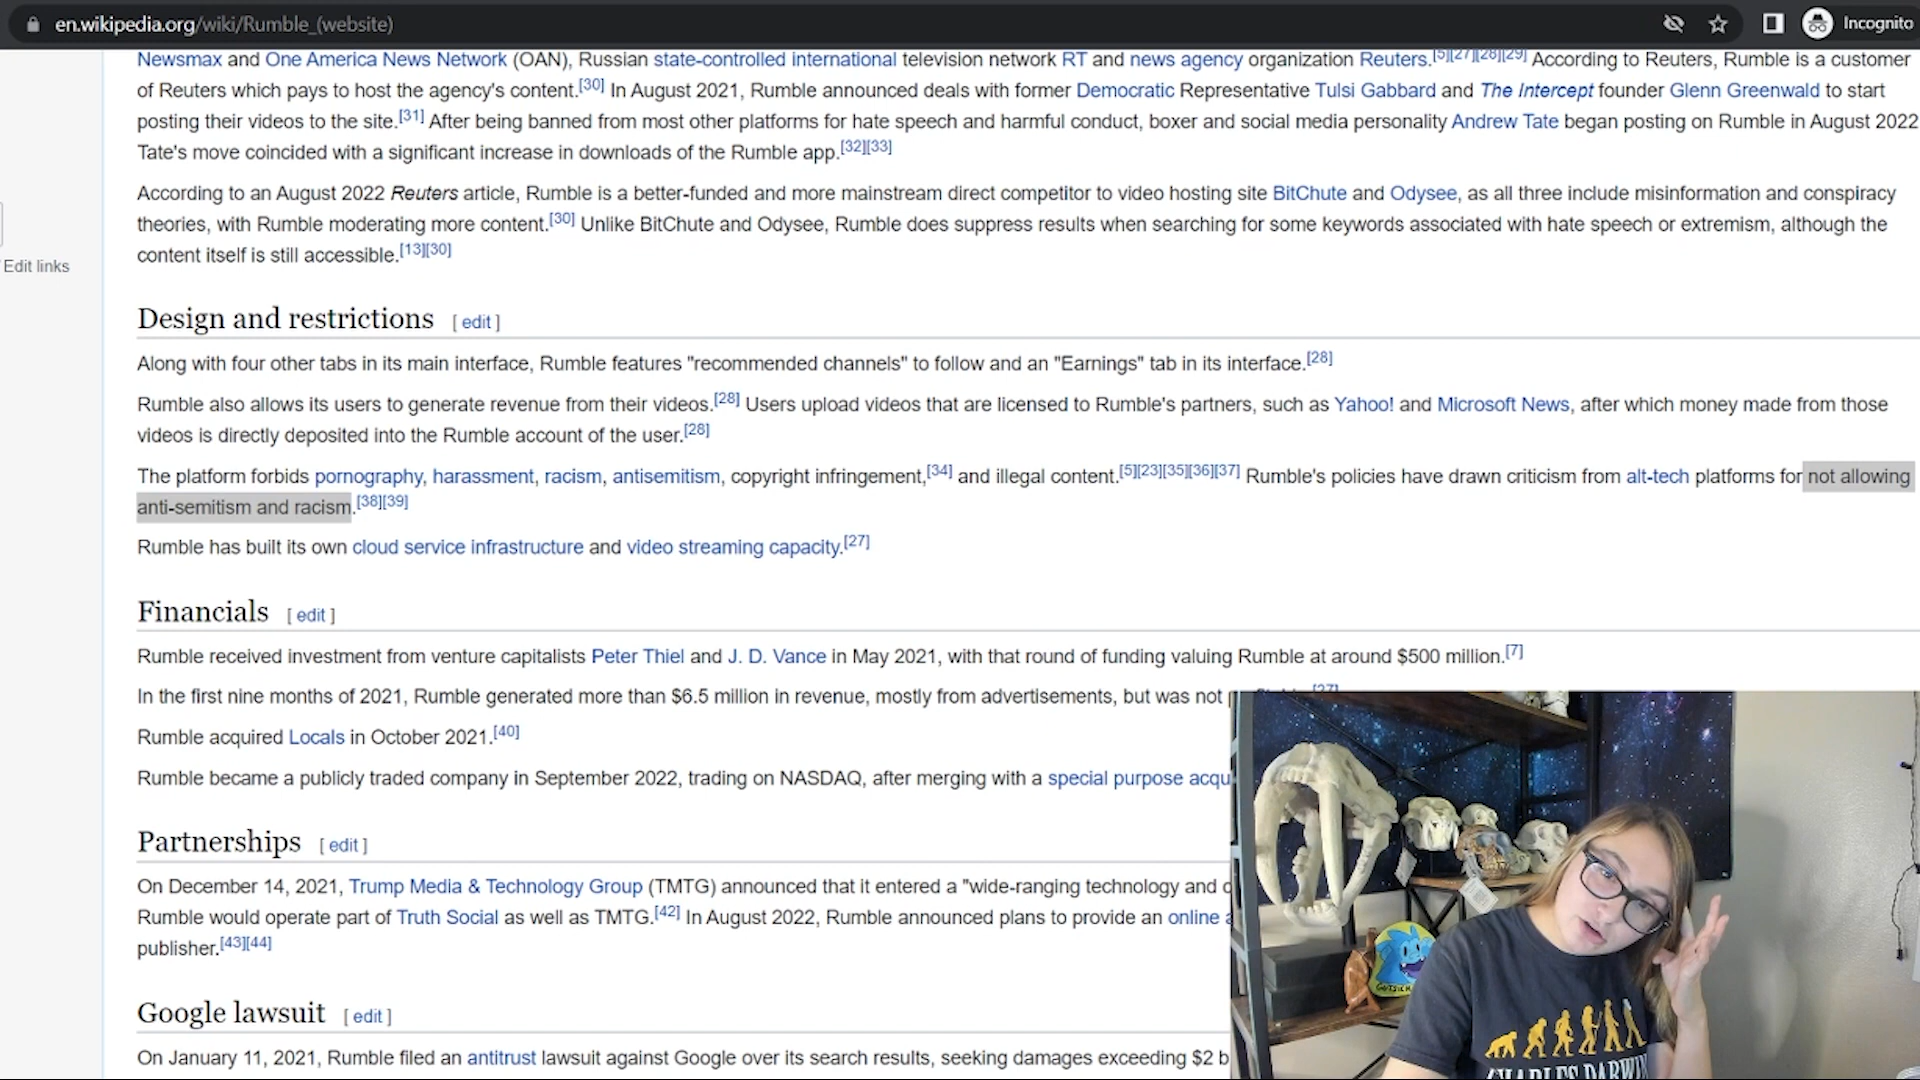 en.wikipedia.org/wiki/Rumble_(website)
Incognito
Newsmax and One America News Network (OAN), Russian state-controlled international television network RT and news agency organization Reuters.[5][27][28][29] According to Reuters, Rumble is a customer
of Reuters which pays to host the agency's content.[30] In August 2021, Rumble announced deals with former Democratic Representative Tulsi Gabbard and The Intercept founder Glenn Greenwald to start
posting their videos to the site.[31] After being banned from most other platforms for hate speech and harmful conduct, boxer and social media personality Andrew Tate began posting on Rumble in August 2022
Tate's move coincided with a significant increase in downloads of the Rumble app.[32][33]
According to an August 2022 Reuters article, Rumble is a better-funded and more mainstream direct competitor to video hosting site BitChute and Odysee, as all three include misinformation and conspiracy
theories, with Rumble moderating more content.[30] Unlike BitChute and Odysee, Rumble does suppress results when searching for some keywords associated with hate speech or extremism, although the
content itself is still accessible.[13][30]
Edit links
Design and restrictions [ edit ]
Along with four other tabs in its main interface, Rumble features "recommended channels" to follow and an "Earnings" tab in its interface.[28]
Rumble also allows its users to generate revenue from their videos.[28] Users upload videos that are licensed to Rumble's partners, such as Yahoo! and Microsoft News, after which money made from those
videos is directly deposited into the Rumble account of the user.[28]
The platform forbids pornography, harassment, racism, antisemitism, copyright infringement,[34] and illegal content.[5][23][35][36][37] Rumble's policies have drawn criticism from alt-tech platforms for not allowing
anti-semitism and racism.[38][39]
Rumble has built its own cloud service infrastructure and video streaming capacity.[27]
Financials [ edit ]
Rumble received investment from venture capitalists Peter Thiel and J. D. Vance in May 2021, with that round of funding valuing Rumble at around $500 million.[7]
In the first nine months of 2021, Rumble generated more than $6.5 million in revenue, mostly from advertisements, but was not
Rumble acquired Locals in October 2021.[40]
Rumble became a publicly traded company in September 2022, trading on NASDAQ, after merging with a special purpose acqu
Partnerships [ edit ]
On December 14, 2021, Trump Media & Technology Group (TMTG) announced that it entered a "wide-ranging technology and
Rumble would operate part of Truth Social as well as TMTG.[42] In August 2022, Rumble announced plans to provide an online
publisher.[43][44]
Google lawsuit [ edit ]
On January 11, 2021, Rumble filed an antitrust lawsuit against Google over its search results, seeking damages exceeding $2 b
CHARLES DARWIN